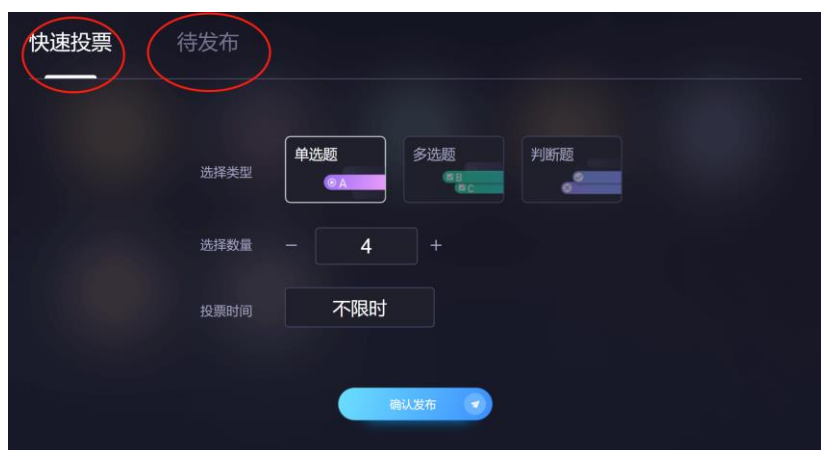 快速投票 待发布
选择类型 单选题 多选题 判断题
A B
C
选择数量 − 4 +
投票时间 不限时
确认发布